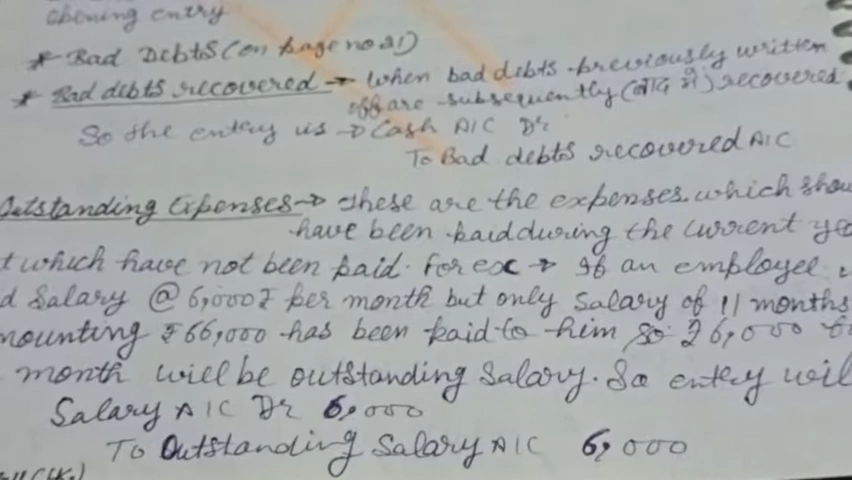 opening entry
* Bad Debts (on page no 21)
* Bad debts recovered → When bad debts previously written
off are subsequently (बाद में) recovered
So the entry is → Cash A/C Dr
To Bad debts recovered A/C
Outstanding Expenses → These are the expenses which shou
have been paid during the current yea
t which have not been paid. For ex → If an employee
d Salary @ 6,000₹ per month but only Salary of 11 months
mounting ₹66,000 has been paid to him so ₹6,000
month will be outstanding Salary. So entry will
Salary A/C Dr 6,000
To Outstanding Salary A/C 6,000